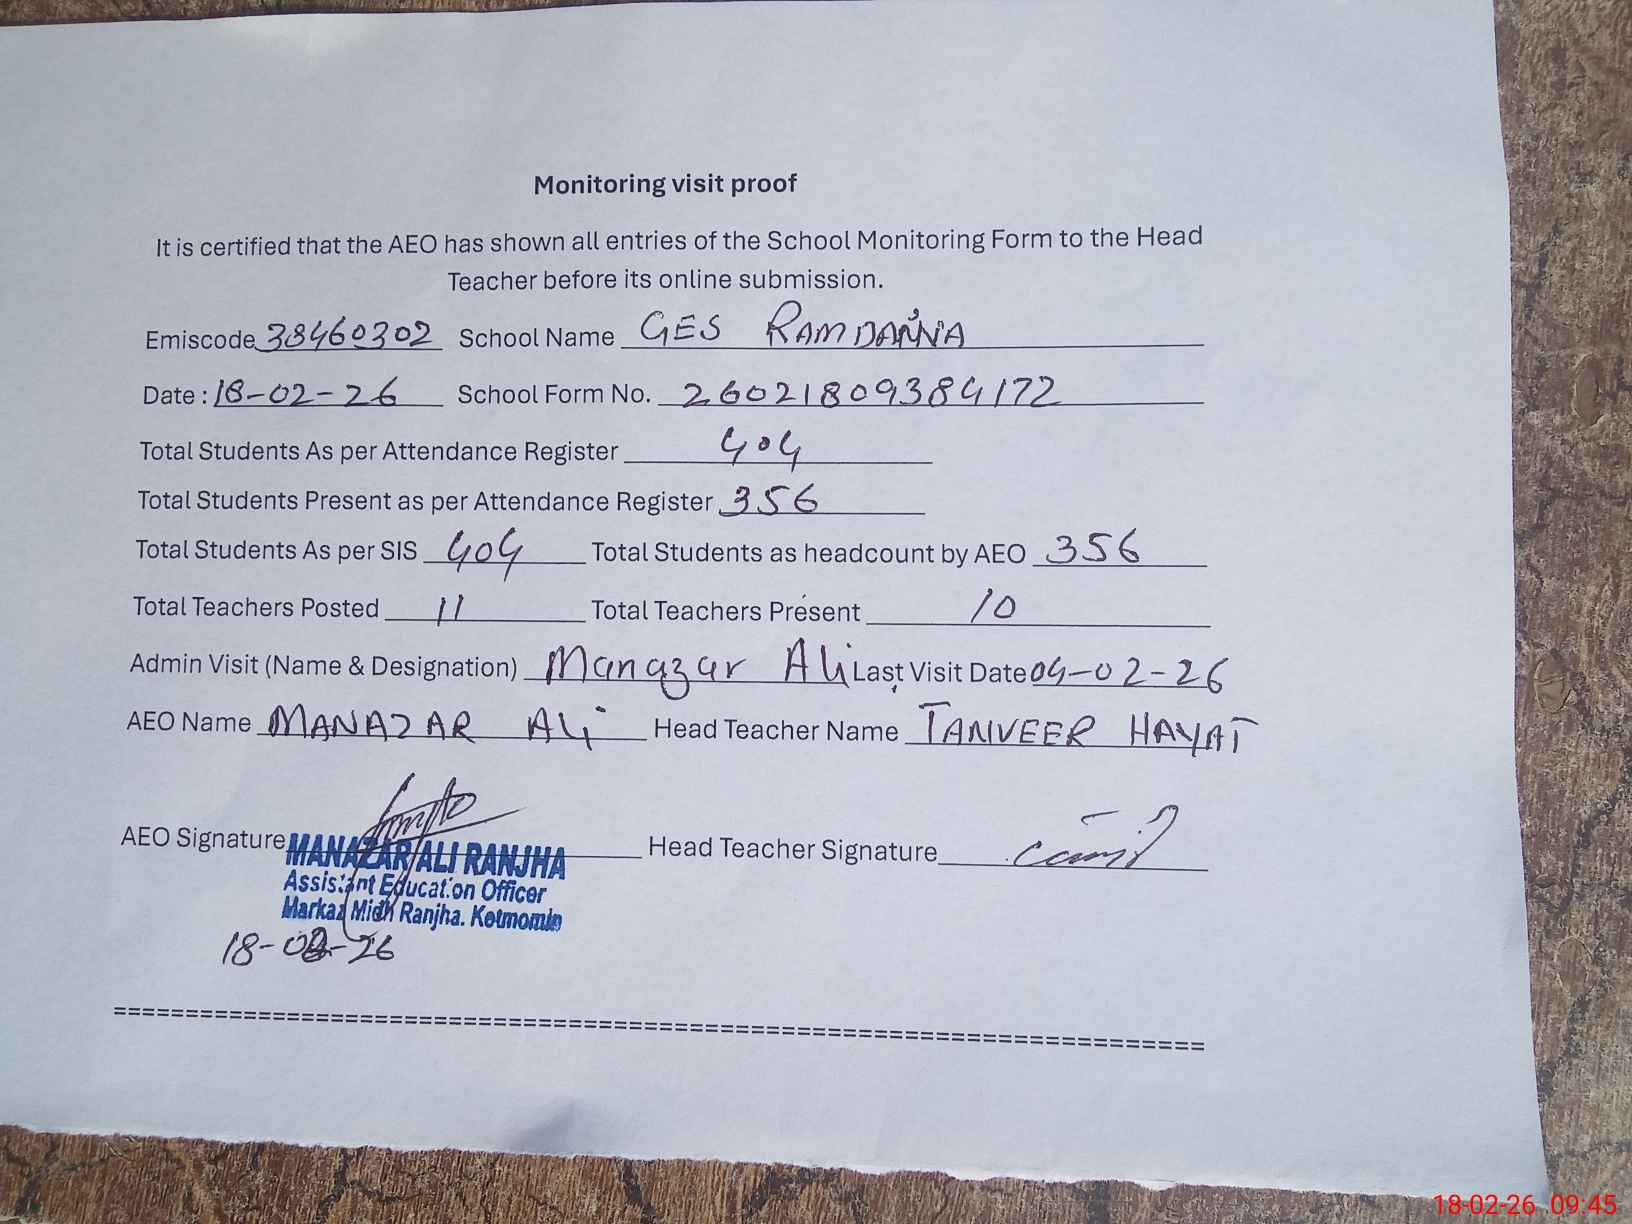 Monitoring visit proof
It is certified that the AEO has shown all entries of the School Monitoring Form to the Head
Teacher before its online submission.
Emiscode 38460302 School Name GES RAMDANNA
Date : 18-02-26 School Form No. 26021809384172
Total Students As per Attendance Register 404
Total Students Present as per Attendance Register 356
Total Students As per SIS 404 Total Students as headcount by AEO 356
Total Teachers Posted 11 Total Teachers Present 10
Admin Visit (Name & Designation) Manazar Ali Last Visit Date 04-02-26
AEO Name MANAZAR ALi Head Teacher Name TANVEER HAYAT
AEO Signature Head Teacher Signature
MANAZAR ALI RANJHA
Assistant Education Officer
Markaz Midh Ranjha. Kotmomin
18-02-26
18-02-26 09:45